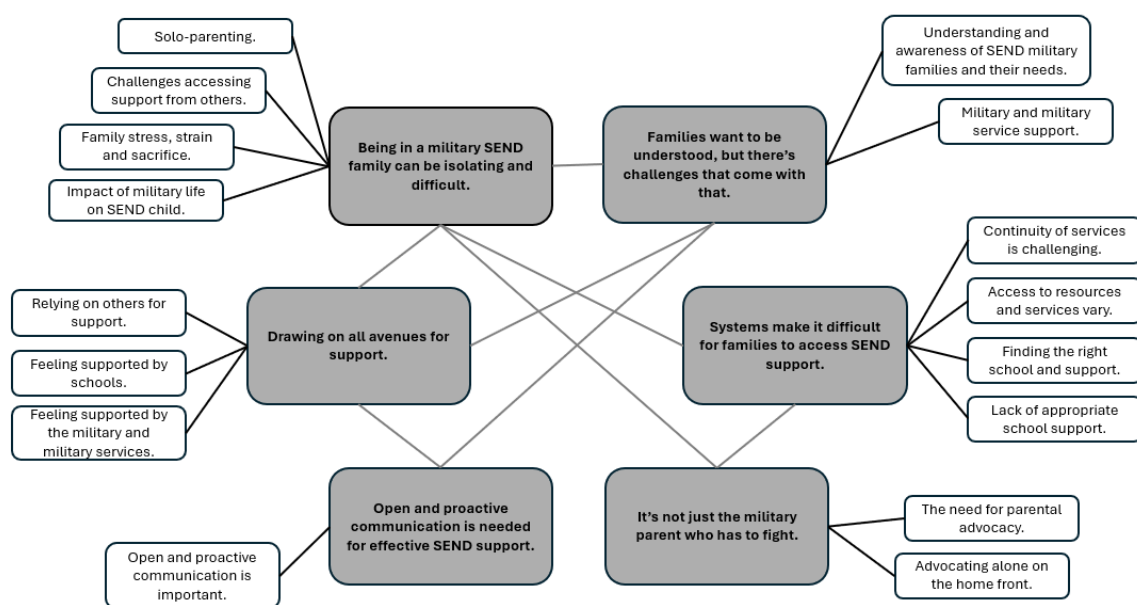 Solo-parenting.
Challenges accessing
support from others.
Family stress, strain
and sacrifice.
Impact of military life
on SEND child.
Being in a military SEND
family can be isolating and
difficult.
Families want to be
understood, but there's
challenges that come with
that.
Understanding and
awareness of SEND military
families and their needs.
Military and military
service support.
Relying on others for
support.
Feeling supported by
schools.
Feeling supported by
the military and
military services.
Drawing on all avenues for
support.
Systems make it difficult
for families to access SEND
support.
Continuity of services
is challenging.
Access to resources
and services vary.
Finding the right
school and support.
Lack of appropriate
school support.
Open and proactive
communication is
important.
Open and proactive
communication is needed
for effective SEND support.
It's not just the military
parent who has to fight.
The need for parental
advocacy.
Advocating alone on
the home front.